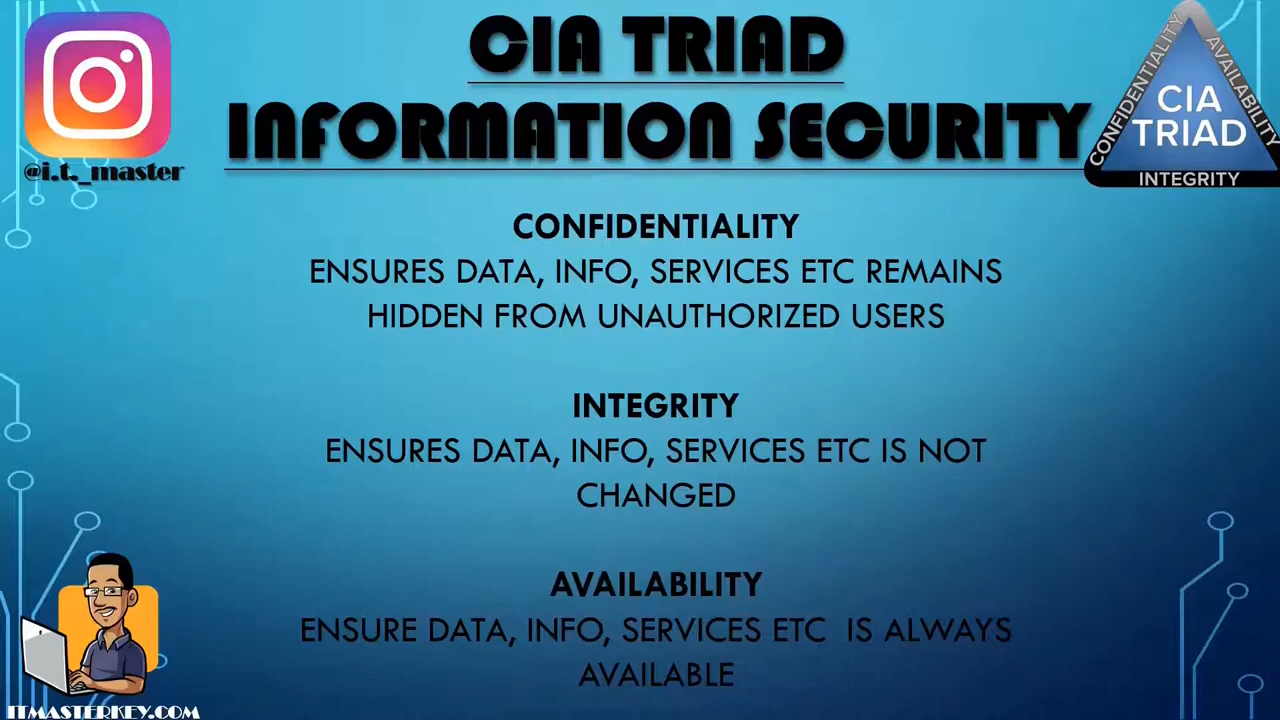 CIA TRIAD
INFORMATION SECURITY
@i.t._master
CONFIDENTIALITY
AVAILABILITY
CIA
TRIAD
INTEGRITY
CONFIDENTIALITY
ENSURES DATA, INFO, SERVICES ETC REMAINS
HIDDEN FROM UNAUTHORIZED USERS
INTEGRITY
ENSURES DATA, INFO, SERVICES ETC IS NOT
CHANGED
AVAILABILITY
ENSURE DATA, INFO, SERVICES ETC IS ALWAYS
AVAILABLE
ITMASTERKEY.COM